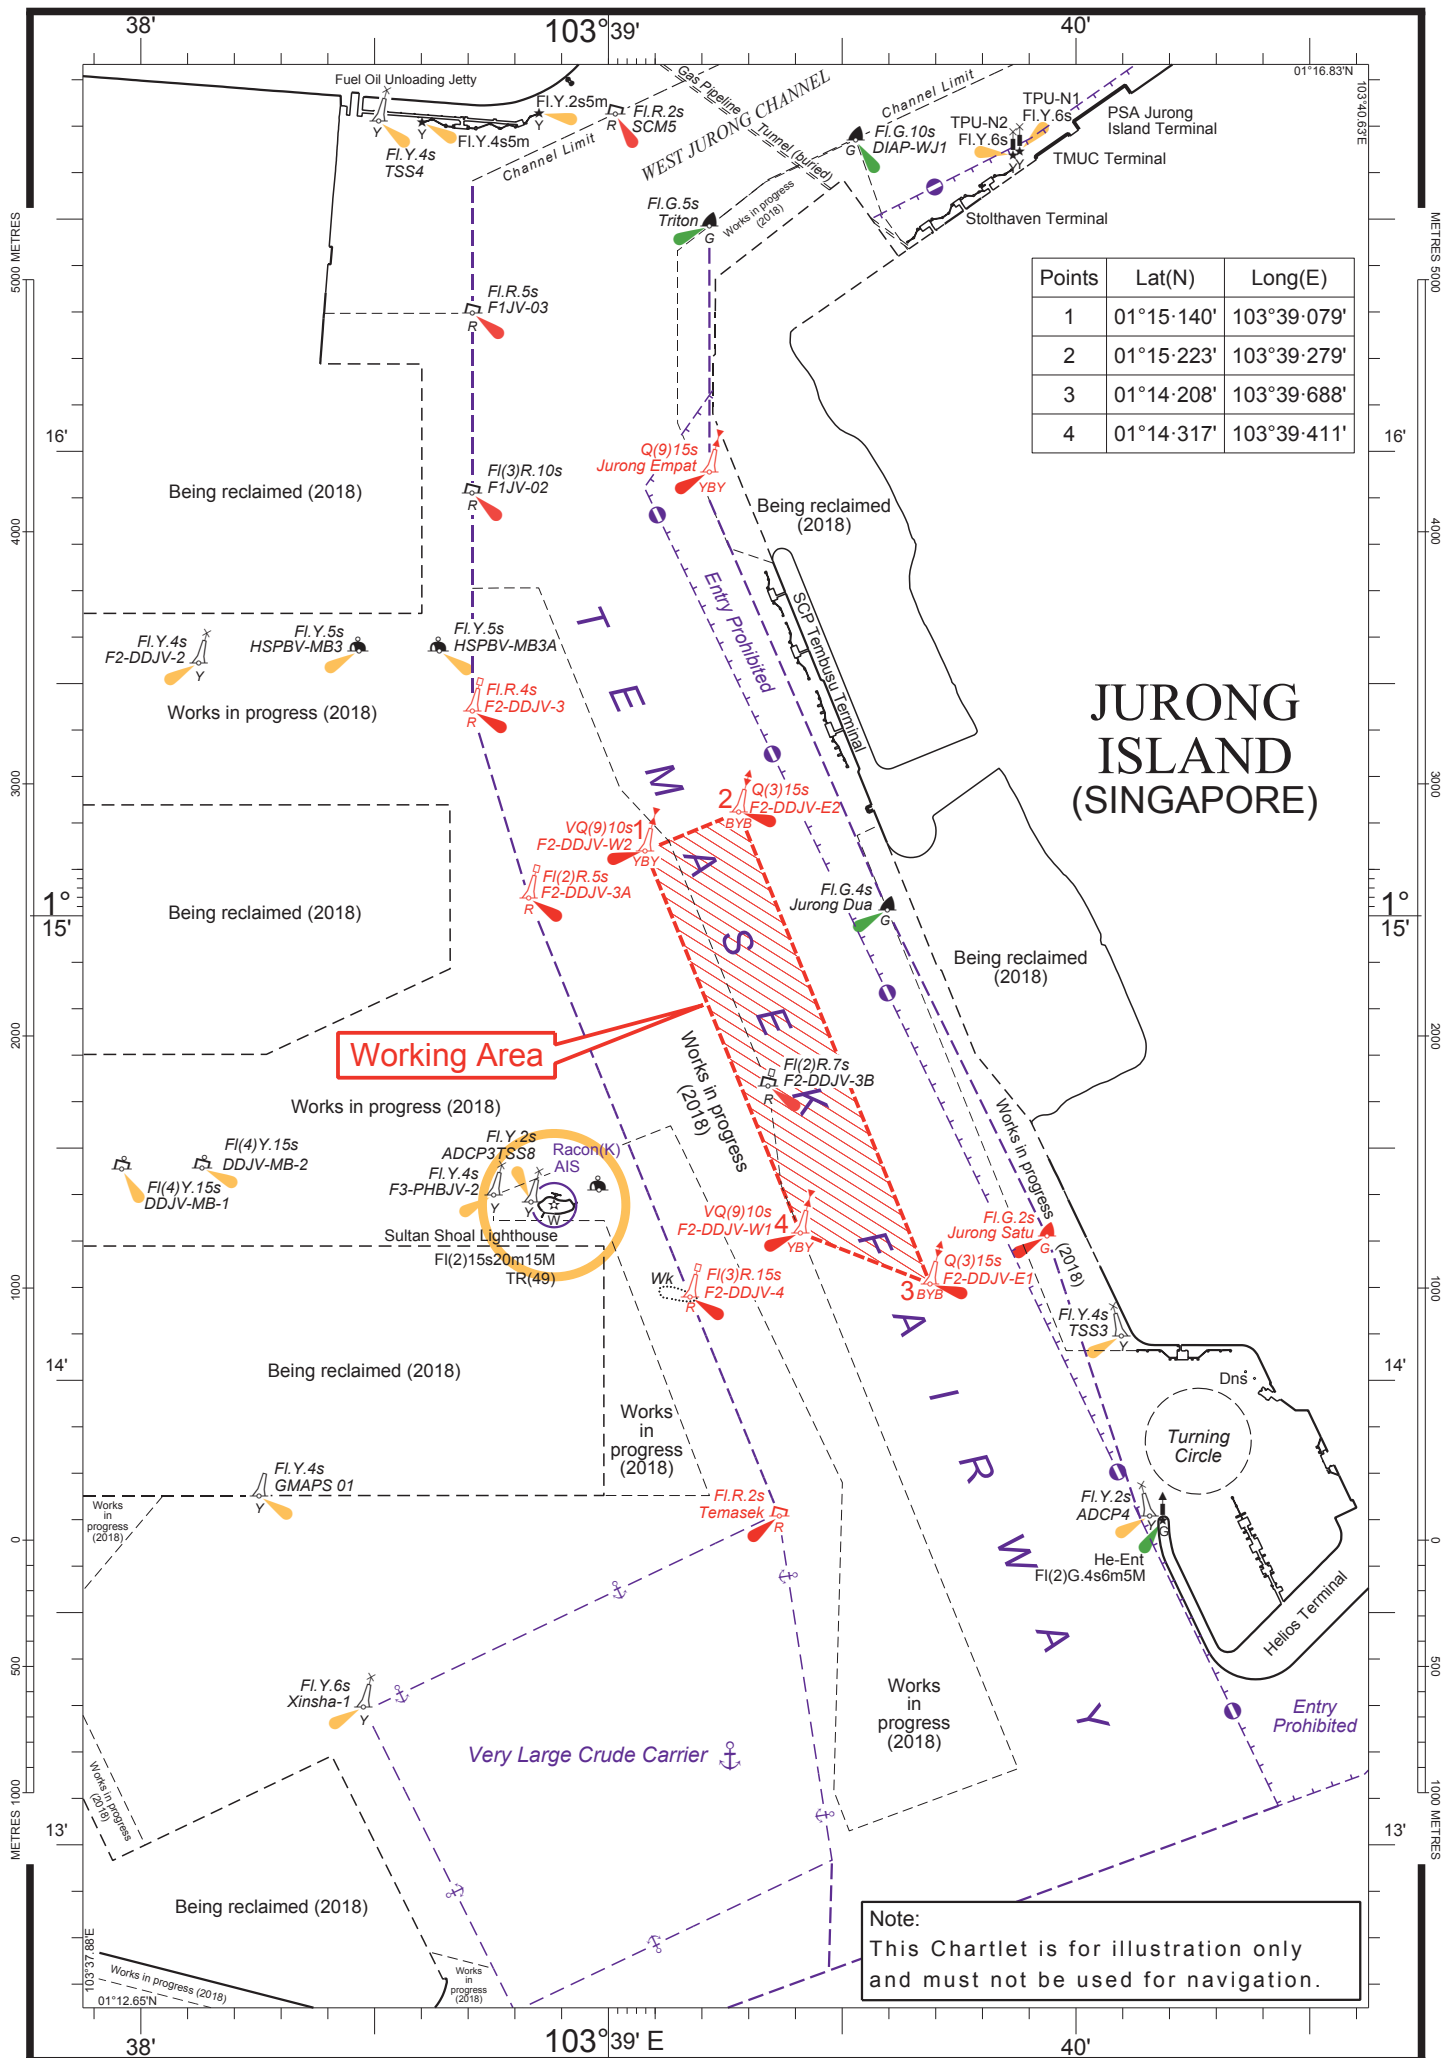 38'
103°39'
40'
01°16.83'N
103°40.63'E
Fuel Oil Unloading Jetty
Y
Fl.Y.4s
TSS4
Y
Fl.Y.4s5m
Fl.Y.2s5m
Y
Fl.R.2s
SCM5
R
Channel Limit
Gas Pipeline
Tunnel (buried)
WEST JURONG CHANNEL
Channel Limit
Fl.G.10s
DIAP-WJ1
G
TPU-N1
Fl.Y.6s
TPU-N2
Fl.Y.6s
Y
Y
PSA Jurong
Island Terminal
TMUC Terminal
Stolthaven Terminal
Fl.G.5s
Triton
G
Works in progress
(2018)
METRES
5000
METRES
5000
Points Lat(N) Long(E)
1 01°15·140' 103°39·079'
2 01°15·223' 103°39·279'
3 01°14·208' 103°39·688'
4 01°14·317' 103°39·411'
Fl.R.5s
F1JV-03
R
16'
16'
Q(9)15s
Jurong Empat
YBY
Fl(3)R.10s
F1JV-02
R
Being reclaimed (2018)
Being reclaimed
(2018)
4000
4000
Entry Prohibited
SCP Tembusu Terminal
TEMASEK FAIRWAY
Fl.Y.4s
F2-DDJV-2
Y
Fl.Y.5s
HSPBV-MB3
Fl.Y.5s
HSPBV-MB3A
Fl.R.4s
F2-DDJV-3
R
Works in progress (2018)
JURONG
ISLAND
(SINGAPORE)
3000
3000
2
Q(3)15s
F2-DDJV-E2
BYB
1
VQ(9)10s
F2-DDJV-W2
YBY
Fl(2)R.5s
F2-DDJV-3A
R
Fl.G.4s
Jurong Dua
G
1°
15'
1°
15'
Being reclaimed (2018)
Being reclaimed
(2018)
2000
2000
Working Area
Works in progress
(2018)
Fl(2)R.7s
F2-DDJV-3B
R
Works in progress (2018)
Works in progress
(2018)
Fl(4)Y.15s
DDJV-MB-1
Fl(4)Y.15s
DDJV-MB-2
Fl.Y.2s
ADCP3TSS8
Y
Racon(K)
AIS
Fl.Y.4s
F3-PHBJV-2
Y
W
Sultan Shoal Lighthouse
Fl(2)15s20m15M
TR(49)
VQ(9)10s
F2-DDJV-W1
4
YBY
Fl.G.2s
Jurong Satu
G
Q(3)15s
F2-DDJV-E1
3
BYB
Wk
Fl(3)R.15s
F2-DDJV-4
R
1000
1000
Fl.Y.4s
TSS3
Y
14'
14'
Being reclaimed (2018)
Dns
Turning
Circle
Works
in
progress
(2018)
Fl.Y.4s
GMAPS 01
Y
Works
in
progress
(2018)
Fl.R.2s
Temasek
R
Fl.Y.2s
ADCP4
Y
G
He-Ent
Fl(2)G.4s6m5M
0
0
Helios Terminal
500
500
Fl.Y.6s
Xinsha-1
Y
Works
in
progress
(2018)
Entry
Prohibited
Very Large Crude Carrier
Works in progress
(2018)
1000
METRES
1000
METRES
13'
13'
Being reclaimed (2018)
Works in progress (2018)
Works
in
progress
(2018)
103°37.88'E
01°12.65'N
Note:
This Chartlet is for illustration only
and must not be used for navigation.
38'
103°39' E
40'